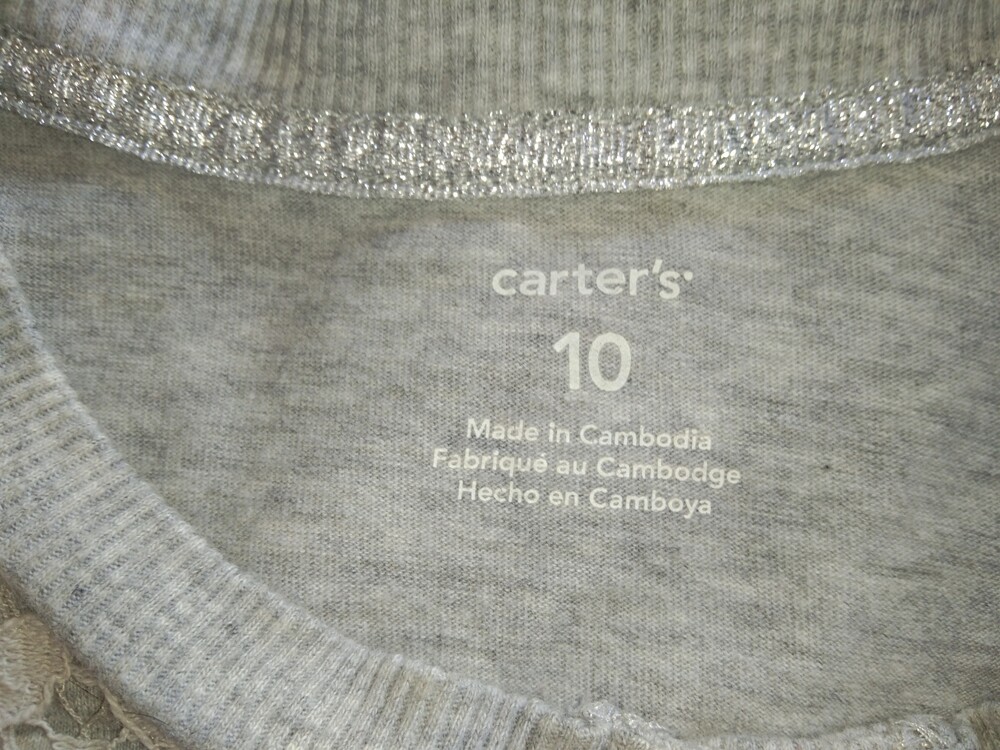 carter's
10
Made in Cambodia
Fabriqué au Cambodge
Hecho en Camboya